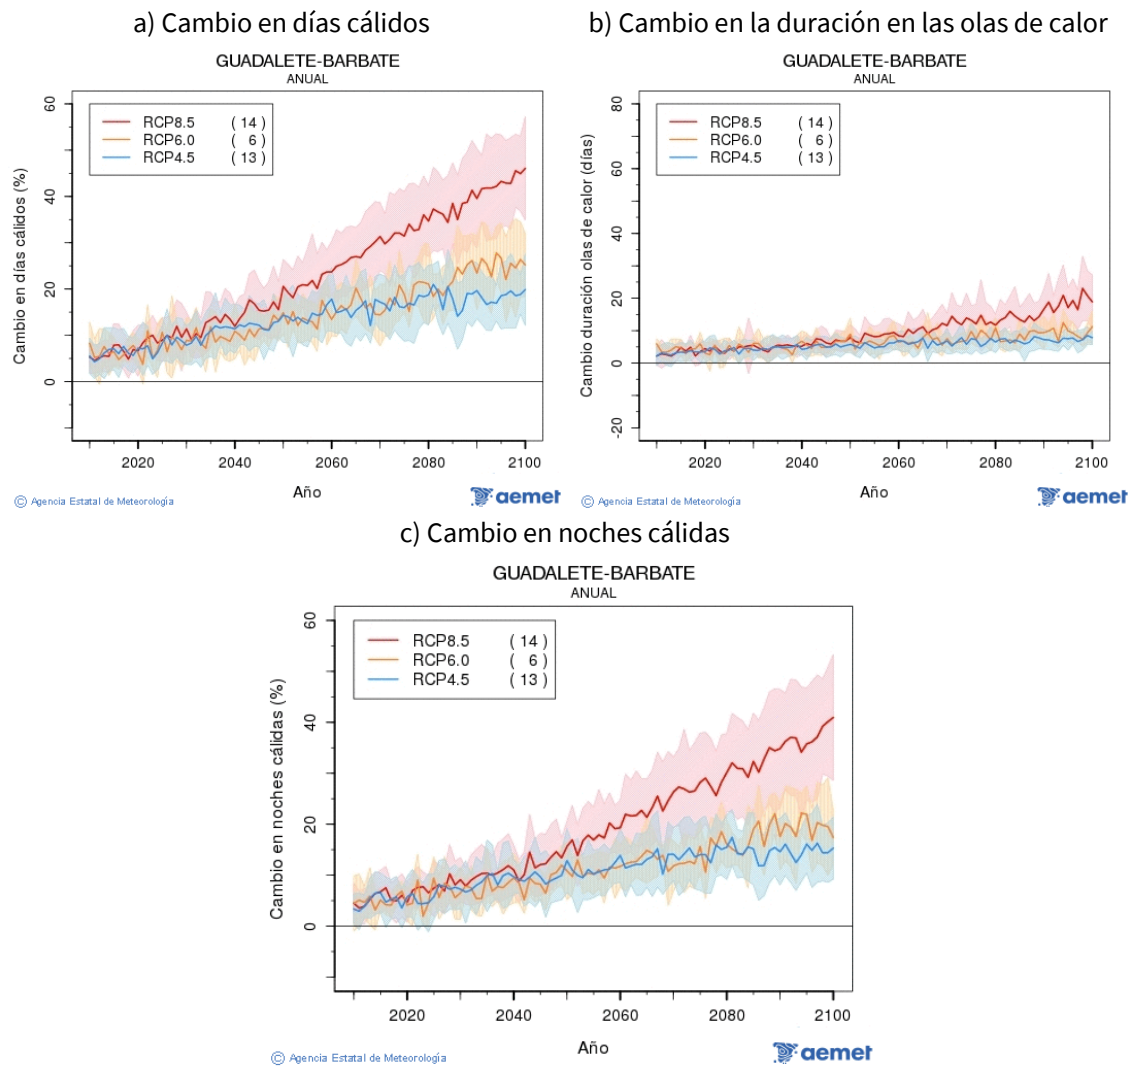 a) Cambio en días cálidos
GUADALETE-BARBATE
ANUAL
Cambio en días cálidos (%)
60
40
20
0
RCP8.5 ( 14 )
RCP6.0 ( 6 )
RCP4.5 ( 13 )
2020 2040 2060 2080 2100
Año
© Agencia Estatal de Meteorología
aemet
b) Cambio en la duración en las olas de calor
GUADALETE-BARBATE
ANUAL
Cambio duración olas de calor (días)
80
60
40
20
0
-20
RCP8.5 ( 14 )
RCP6.0 ( 6 )
RCP4.5 ( 13 )
2020 2040 2060 2080 2100
Año
© Agencia Estatal de Meteorología
aemet
c) Cambio en noches cálidas
GUADALETE-BARBATE
ANUAL
Cambio en noches cálidas (%)
60
40
20
0
RCP8.5 ( 14 )
RCP6.0 ( 6 )
RCP4.5 ( 13 )
2020 2040 2060 2080 2100
Año
© Agencia Estatal de Meteorología
aemet